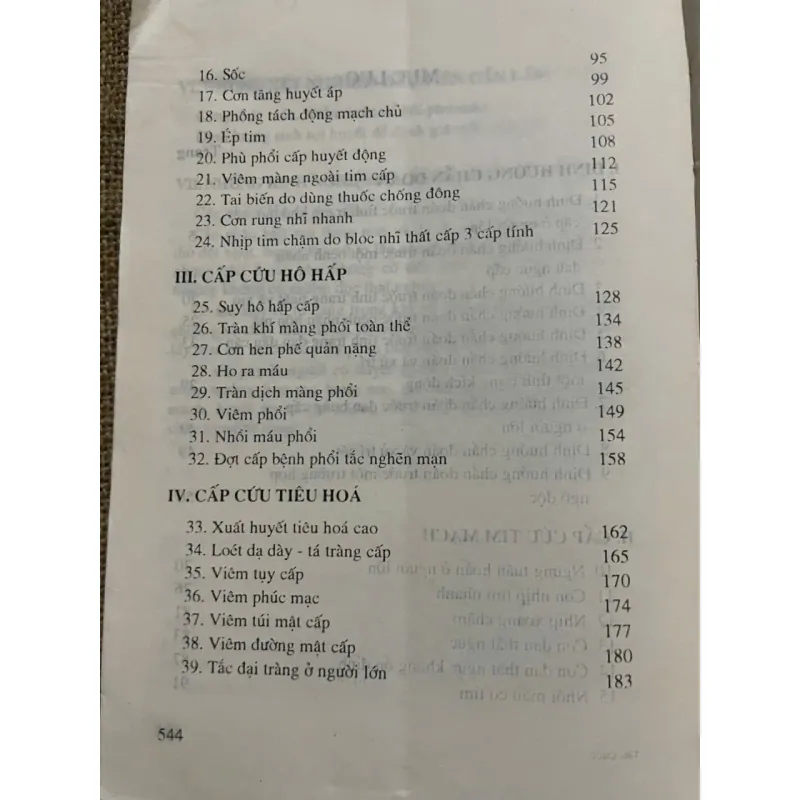 16. Sốc 95
17. Cơn tăng huyết áp 99
18. Phồng tách động mạch chủ 102
19. Ép tim 105
20. Phù phổi cấp huyết động 108
21. Viêm màng ngoài tim cấp 112
22. Tai biến do dùng thuốc chống đông 115
23. Cơn rung nhĩ nhanh 121
24. Nhịp tim chậm do bloc nhĩ thất cấp 3 cấp tính 125
III. CẤP CỨU HÔ HẤP
25. Suy hô hấp cấp 128
26. Tràn khí màng phổi toàn thể 134
27. Cơn hen phế quản nặng 138
28. Ho ra máu 142
29. Tràn dịch màng phổi 145
30. Viêm phổi 149
31. Nhồi máu phổi 154
32. Đợt cấp bệnh phổi tắc nghẽn mạn 158
IV. CẤP CỨU TIÊU HOÁ
33. Xuất huyết tiêu hoá cao 162
34. Loét dạ dày - tá tràng cấp 165
35. Viêm tụy cấp 170
36. Viêm phúc mạc 174
37. Viêm túi mật cấp 177
38. Viêm đường mật cấp 180
39. Tắc đại tràng ở người lớn 183
544